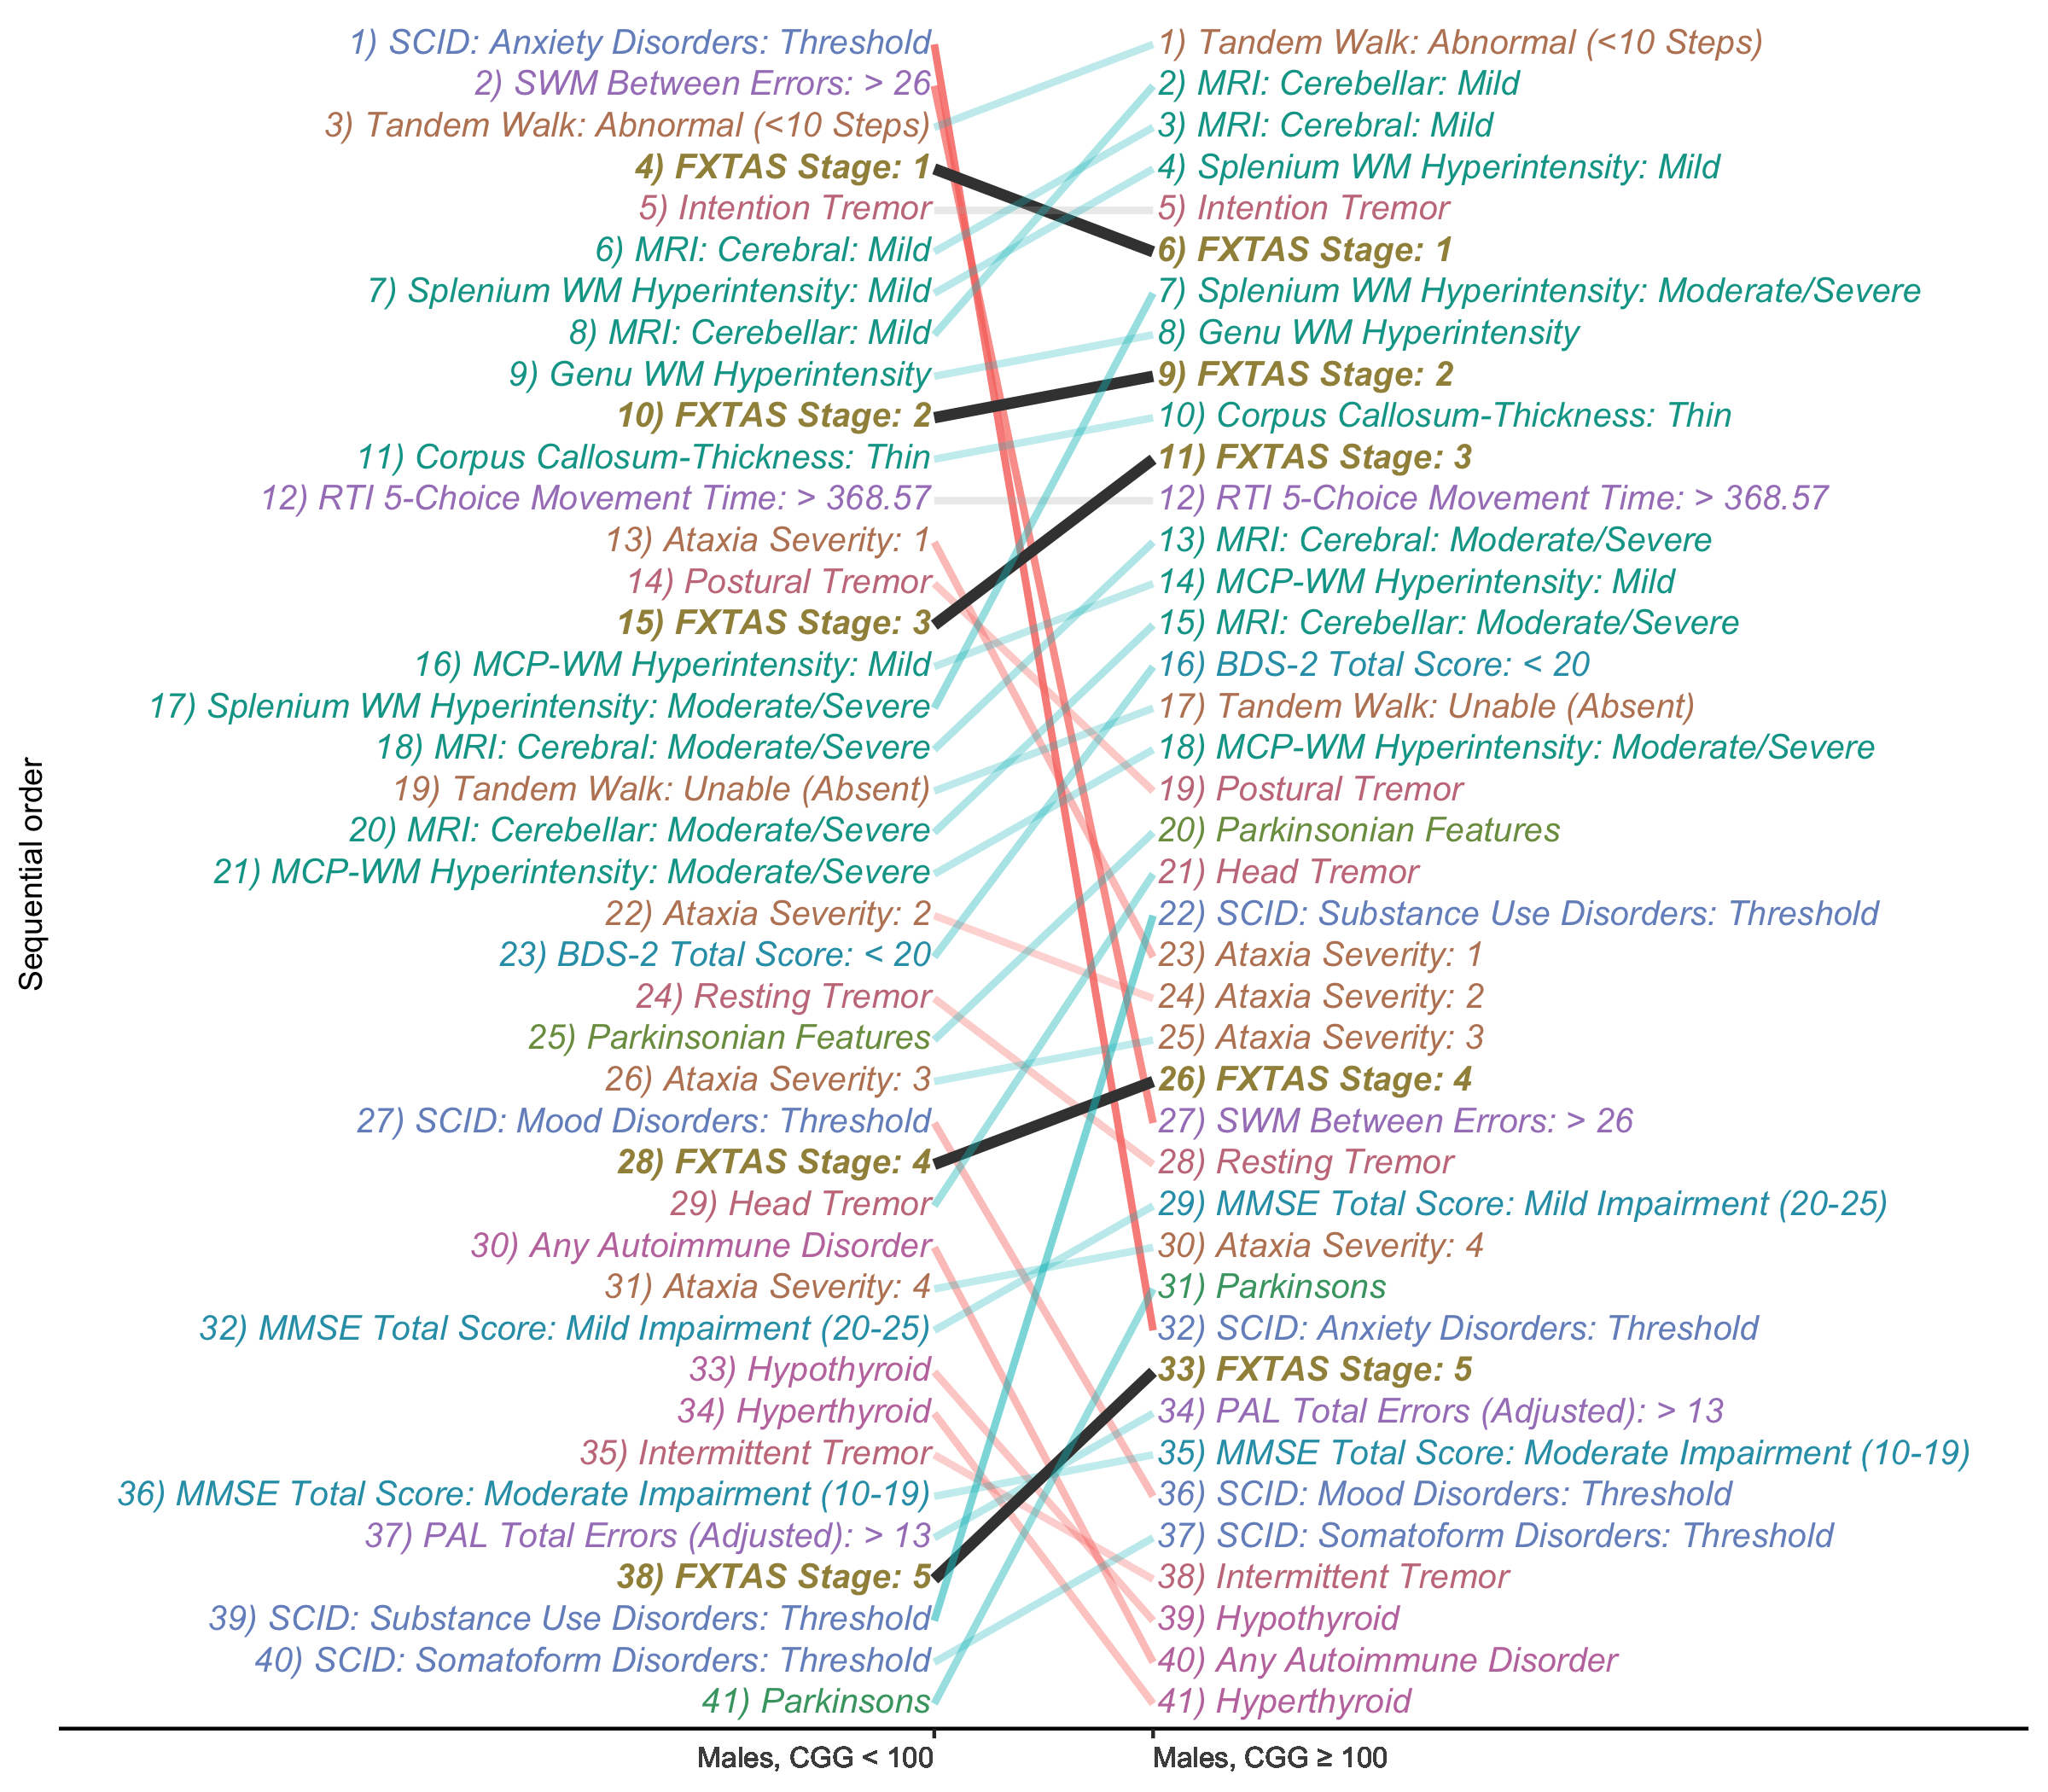 Sequential order
1) SCID: Anxiety Disorders: Threshold
2) SWM Between Errors: > 26
3) Tandem Walk: Abnormal (<10 Steps)
4) FXTAS Stage: 1
5) Intention Tremor
6) MRI: Cerebral: Mild
7) Splenium WM Hyperintensity: Mild
8) MRI: Cerebellar: Mild
9) Genu WM Hyperintensity
10) FXTAS Stage: 2
11) Corpus Callosum-Thickness: Thin
12) RTI 5-Choice Movement Time: > 368.57
13) Ataxia Severity: 1
14) Postural Tremor
15) FXTAS Stage: 3
16) MCP-WM Hyperintensity: Mild
17) Splenium WM Hyperintensity: Moderate/Severe
18) MRI: Cerebral: Moderate/Severe
19) Tandem Walk: Unable (Absent)
20) MRI: Cerebellar: Moderate/Severe
21) MCP-WM Hyperintensity: Moderate/Severe
22) Ataxia Severity: 2
23) BDS-2 Total Score: < 20
24) Resting Tremor
25) Parkinsonian Features
26) Ataxia Severity: 3
27) SCID: Mood Disorders: Threshold
28) FXTAS Stage: 4
29) Head Tremor
30) Any Autoimmune Disorder
31) Ataxia Severity: 4
32) MMSE Total Score: Mild Impairment (20-25)
33) Hypothyroid
34) Hyperthyroid
35) Intermittent Tremor
36) MMSE Total Score: Moderate Impairment (10-19)
37) PAL Total Errors (Adjusted): > 13
38) FXTAS Stage: 5
39) SCID: Substance Use Disorders: Threshold
40) SCID: Somatoform Disorders: Threshold
41) Parkinsons
1) Tandem Walk: Abnormal (<10 Steps)
2) MRI: Cerebellar: Mild
3) MRI: Cerebral: Mild
4) Splenium WM Hyperintensity: Mild
5) Intention Tremor
6) FXTAS Stage: 1
7) Splenium WM Hyperintensity: Moderate/Severe
8) Genu WM Hyperintensity
9) FXTAS Stage: 2
10) Corpus Callosum-Thickness: Thin
11) FXTAS Stage: 3
12) RTI 5-Choice Movement Time: > 368.57
13) MRI: Cerebral: Moderate/Severe
14) MCP-WM Hyperintensity: Mild
15) MRI: Cerebellar: Moderate/Severe
16) BDS-2 Total Score: < 20
17) Tandem Walk: Unable (Absent)
18) MCP-WM Hyperintensity: Moderate/Severe
19) Postural Tremor
20) Parkinsonian Features
21) Head Tremor
22) SCID: Substance Use Disorders: Threshold
23) Ataxia Severity: 1
24) Ataxia Severity: 2
25) Ataxia Severity: 3
26) FXTAS Stage: 4
27) SWM Between Errors: > 26
28) Resting Tremor
29) MMSE Total Score: Mild Impairment (20-25)
30) Ataxia Severity: 4
31) Parkinsons
32) SCID: Anxiety Disorders: Threshold
33) FXTAS Stage: 5
34) PAL Total Errors (Adjusted): > 13
35) MMSE Total Score: Moderate Impairment (10-19)
36) SCID: Mood Disorders: Threshold
37) SCID: Somatoform Disorders: Threshold
38) Intermittent Tremor
39) Hypothyroid
40) Any Autoimmune Disorder
41) Hyperthyroid
Males, CGG < 100
Males, CGG ≥ 100